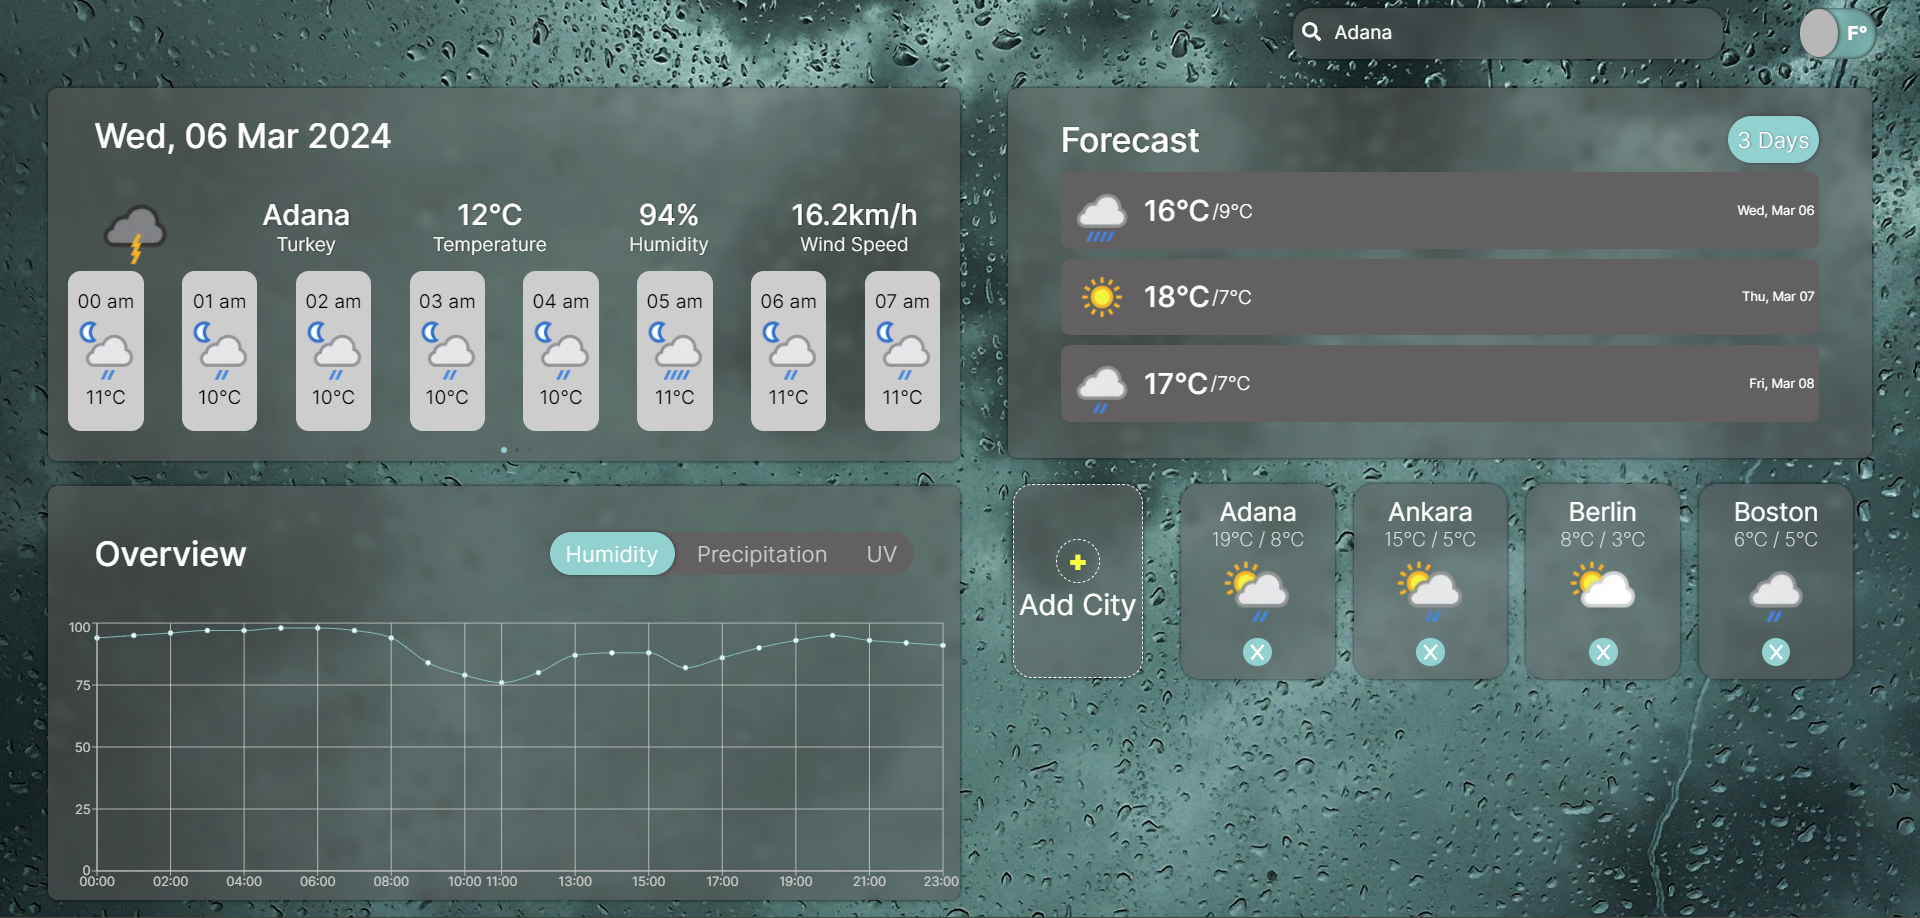 Adana
F°
Wed, 06 Mar 2024
Adana 12°C 94% 16.2km/h
Turkey Temperature Humidity Wind Speed
00 am 01 am 02 am 03 am 04 am 05 am 06 am 07 am
11°C 10°C 10°C 10°C 10°C 11°C 11°C 11°C
Forecast
3 Days
16°C/9°C Wed, Mar 06
18°C/7°C Thu, Mar 07
17°C/7°C Fri, Mar 08
Overview
Humidity Precipitation UV
100
75
50
25
0
00:00 02:00 04:00 06:00 08:00 10:00 11:00 13:00 15:00 17:00 19:00 21:00 23:00
+
Add City
Adana
19°C / 8°C
X
Ankara
15°C / 5°C
X
Berlin
8°C / 3°C
X
Boston
6°C / 5°C
X